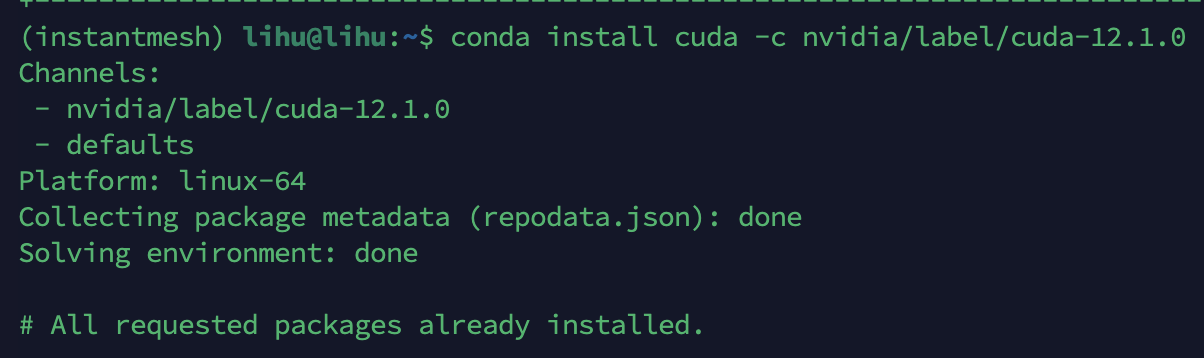 (instantmesh) lihu@lihu:~$ conda install cuda -c nvidia/label/cuda-12.1.0
Channels:
 - nvidia/label/cuda-12.1.0
 - defaults
Platform: linux-64
Collecting package metadata (repodata.json): done
Solving environment: done

# All requested packages already installed.